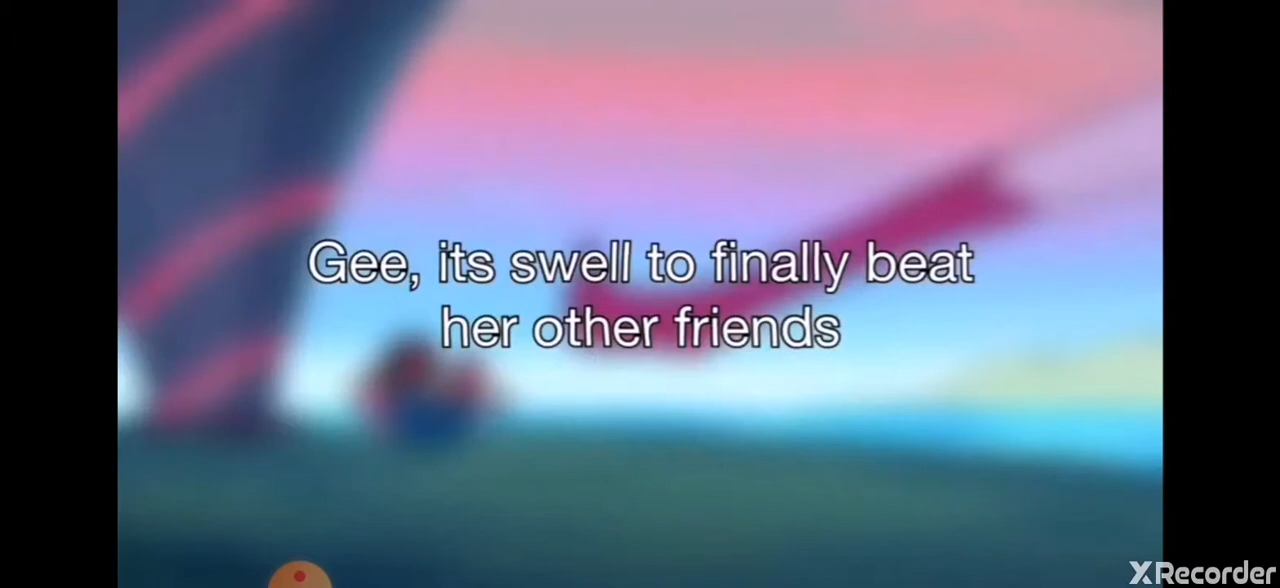 Gee, its swell to finally beat
her other friends
XRecorder